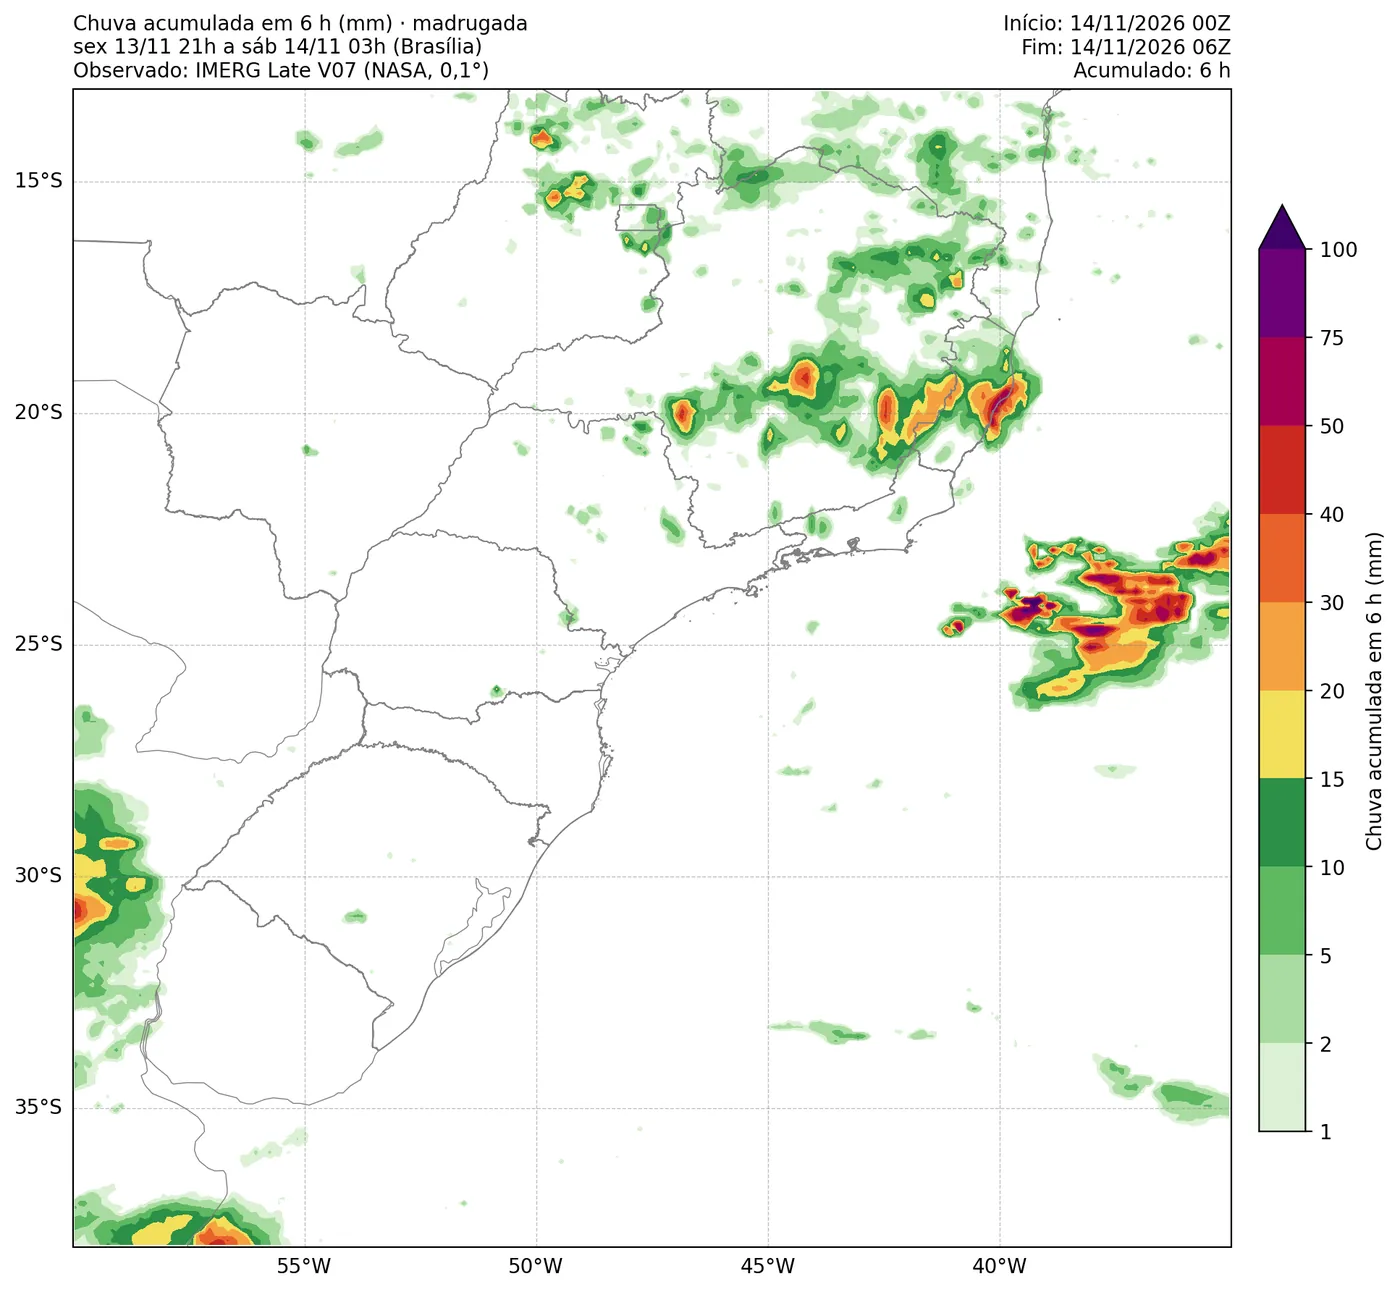 Chuva acumulada em 6 h (mm) · madrugada
sex 13/11 21h a sáb 14/11 03h (Brasília)
Observado: IMERG Late V07 (NASA, 0,1°)
Início: 14/11/2026 00Z
Fim: 14/11/2026 06Z
Acumulado: 6 h
15°S
20°S
25°S
30°S
35°S
55°W
50°W
45°W
40°W
100
75
50
40
30
20
15
10
5
2
1
Chuva acumulada em 6 h (mm)